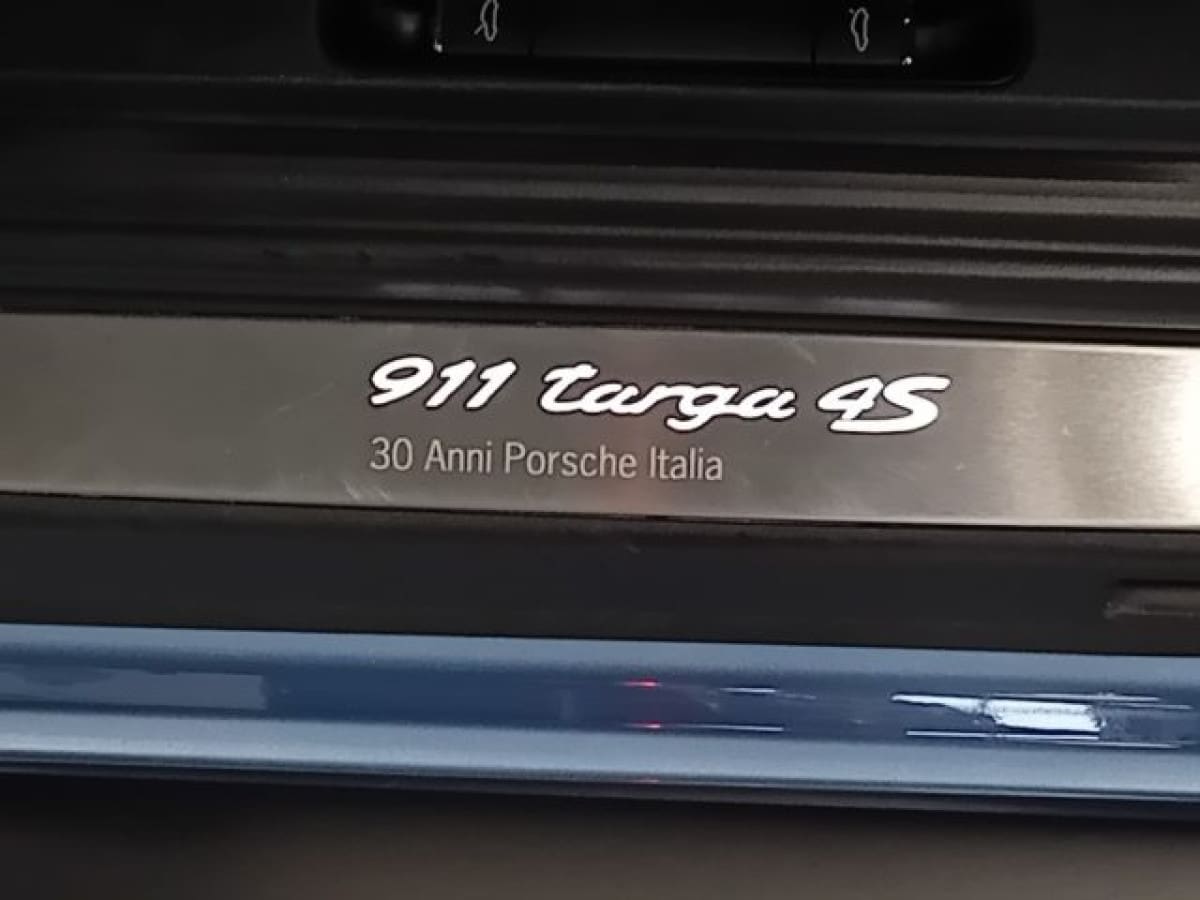 911 targa 4S
30 Anni Porsche Italia